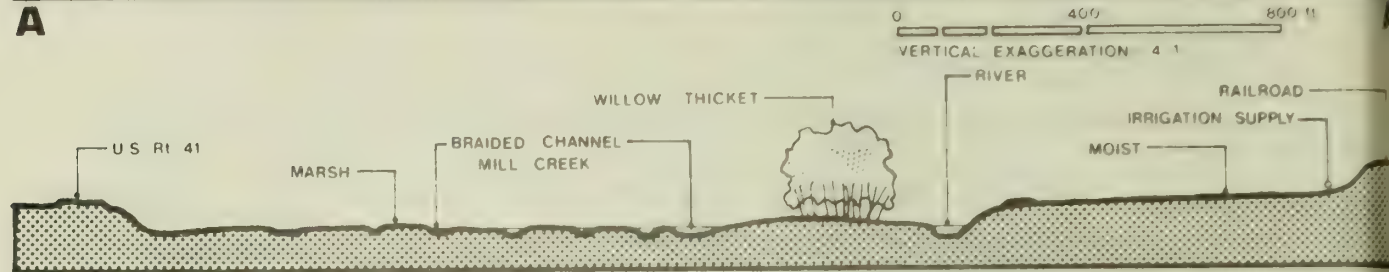 A
0 400 800 ft
VERTICAL EXAGGERATION 4 1
RIVER
WILLOW THICKET
RAILROAD
IRRIGATION SUPPLY
U S Rt 41
BRAIDED CHANNEL
MILL CREEK
MOIST
MARSH